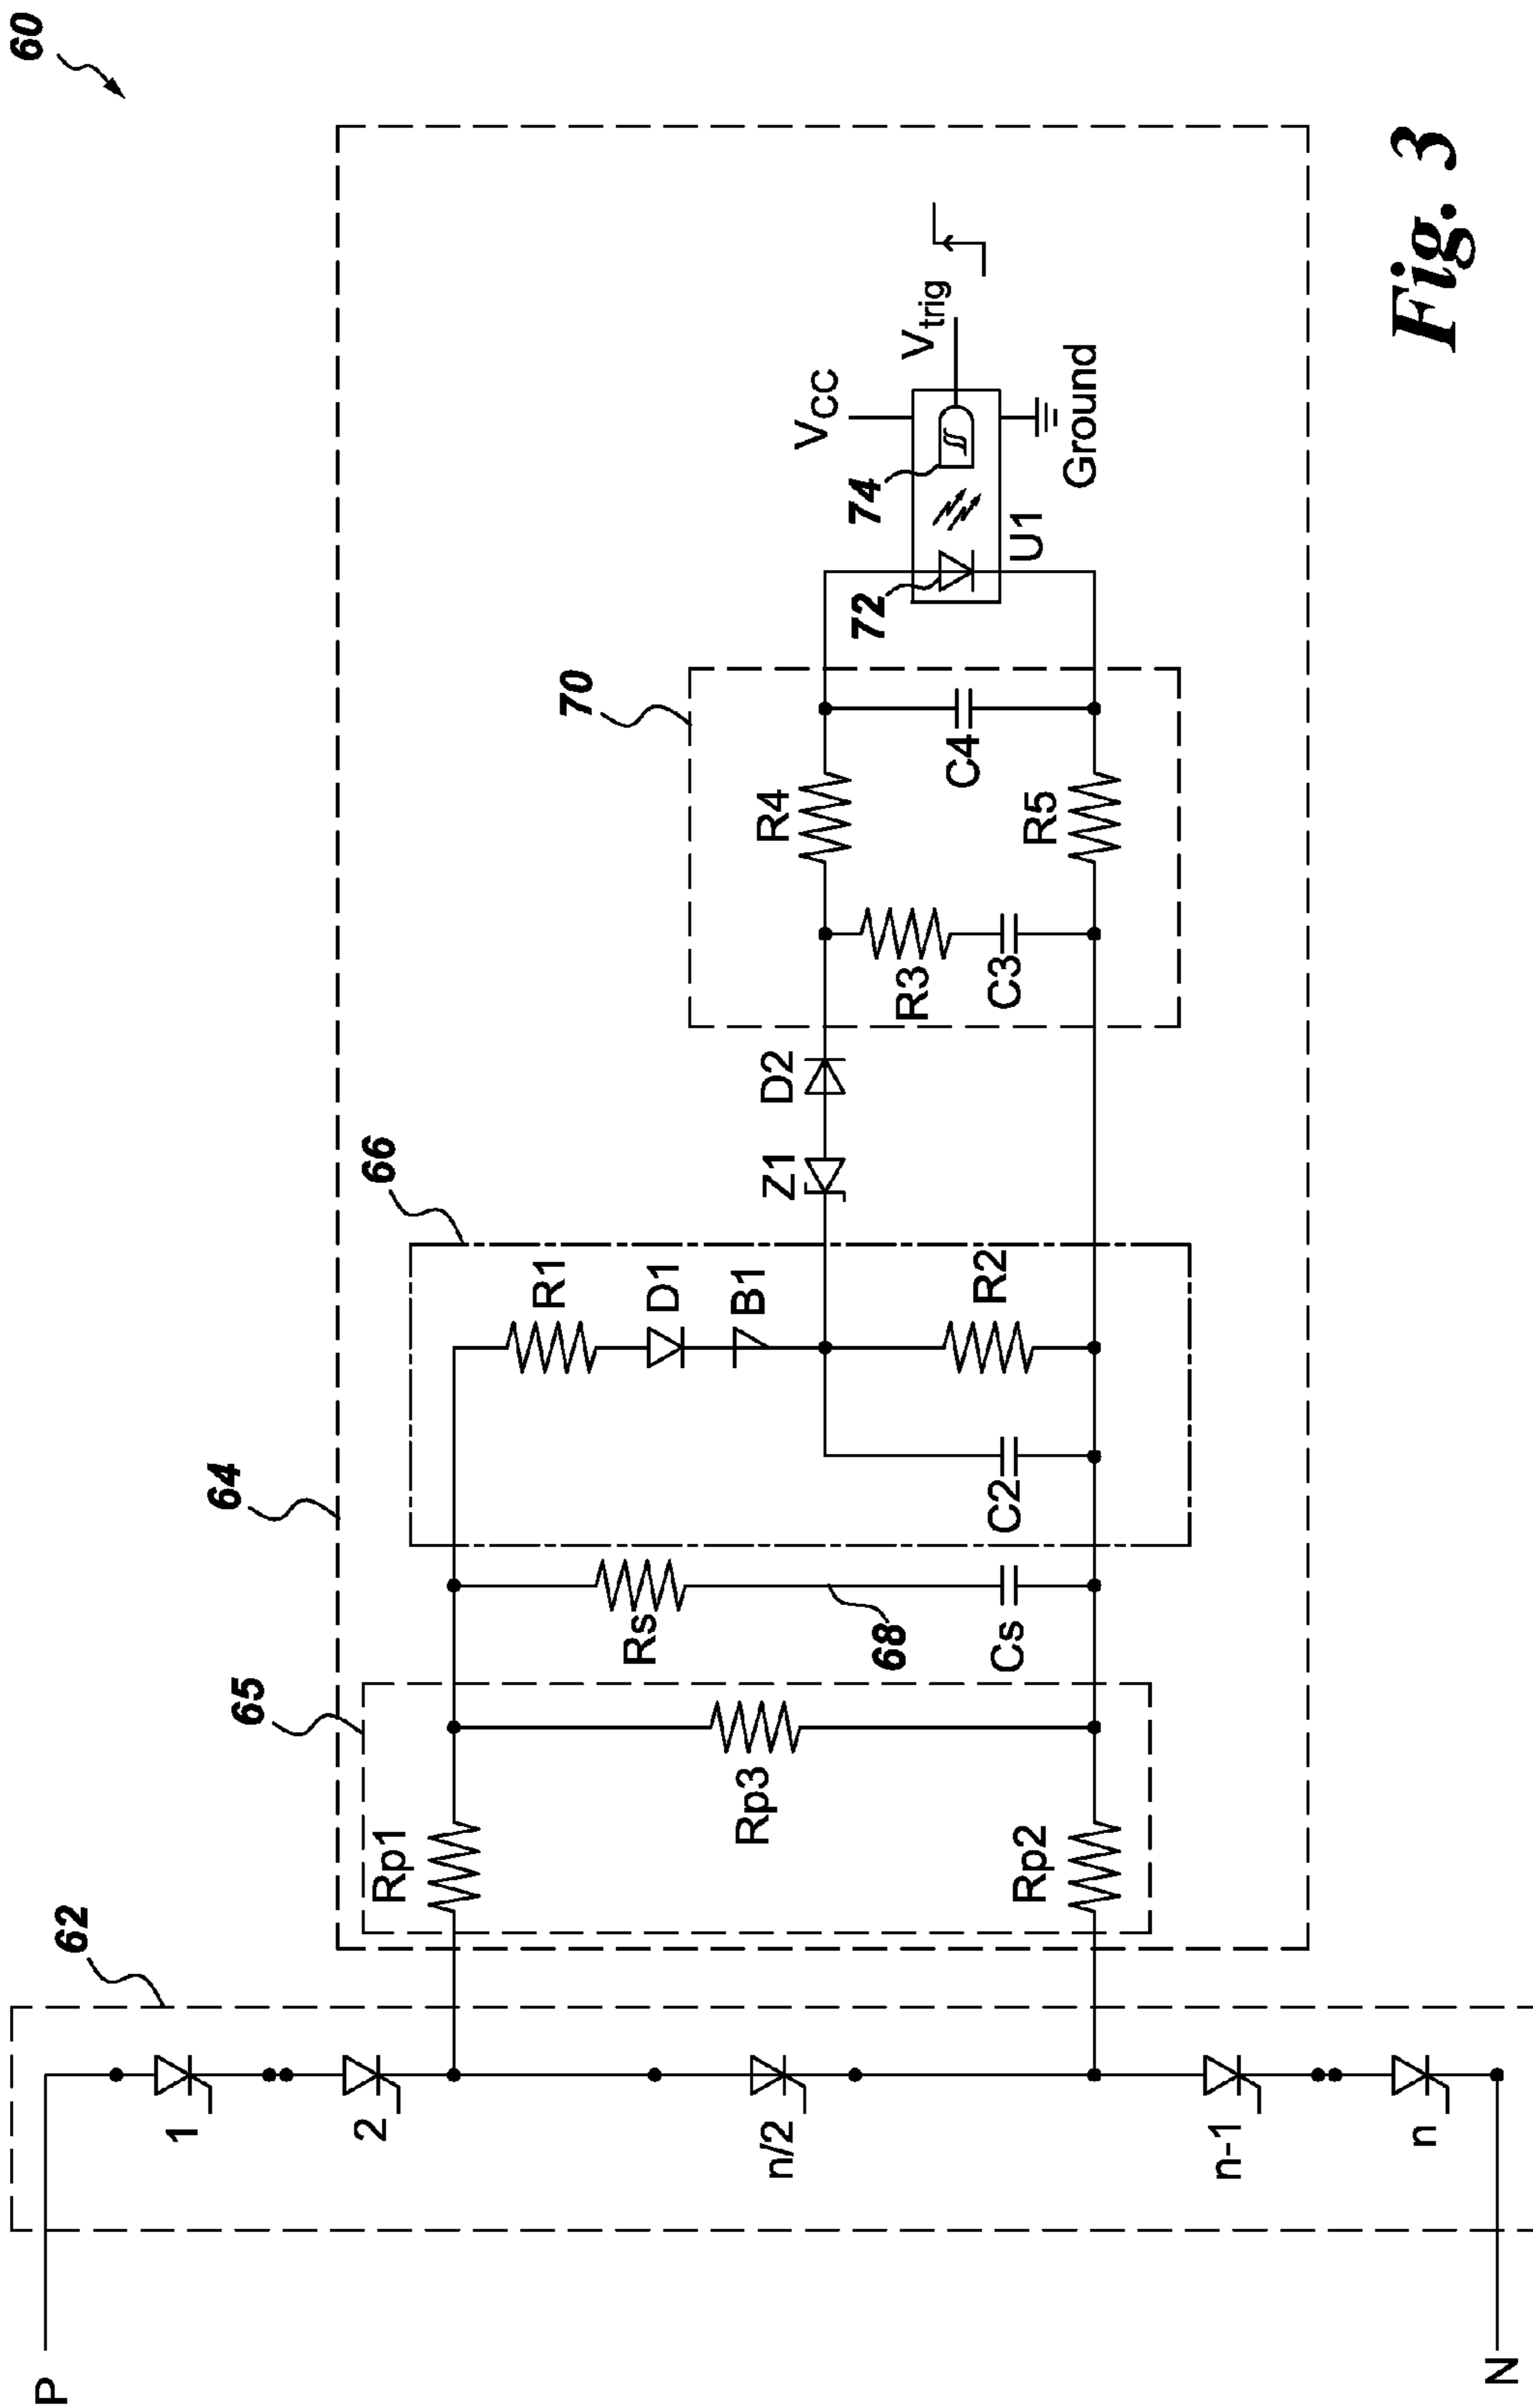 60
P
N
62
1
2
n/2
n-1
n
64
65
Rp1
Rp3
Rp2
Rs
68
Cs
66
R1
D1
B1
C2
R2
Z1
D2
70
R3
C3
R4
R5
C4
72
74
U1
VCC
Vtrig
Ground
Fig. 3